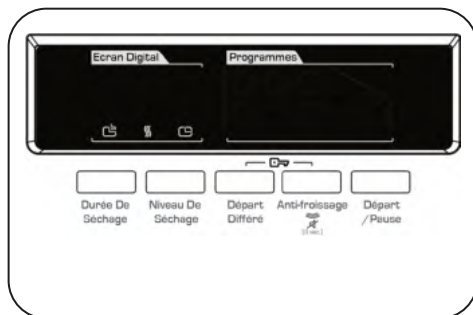 Ecran Digital
Programmes
Durée De
Séchage
Niveau De
Séchage
Départ
Différé
Anti-froissage
Départ
/Pause